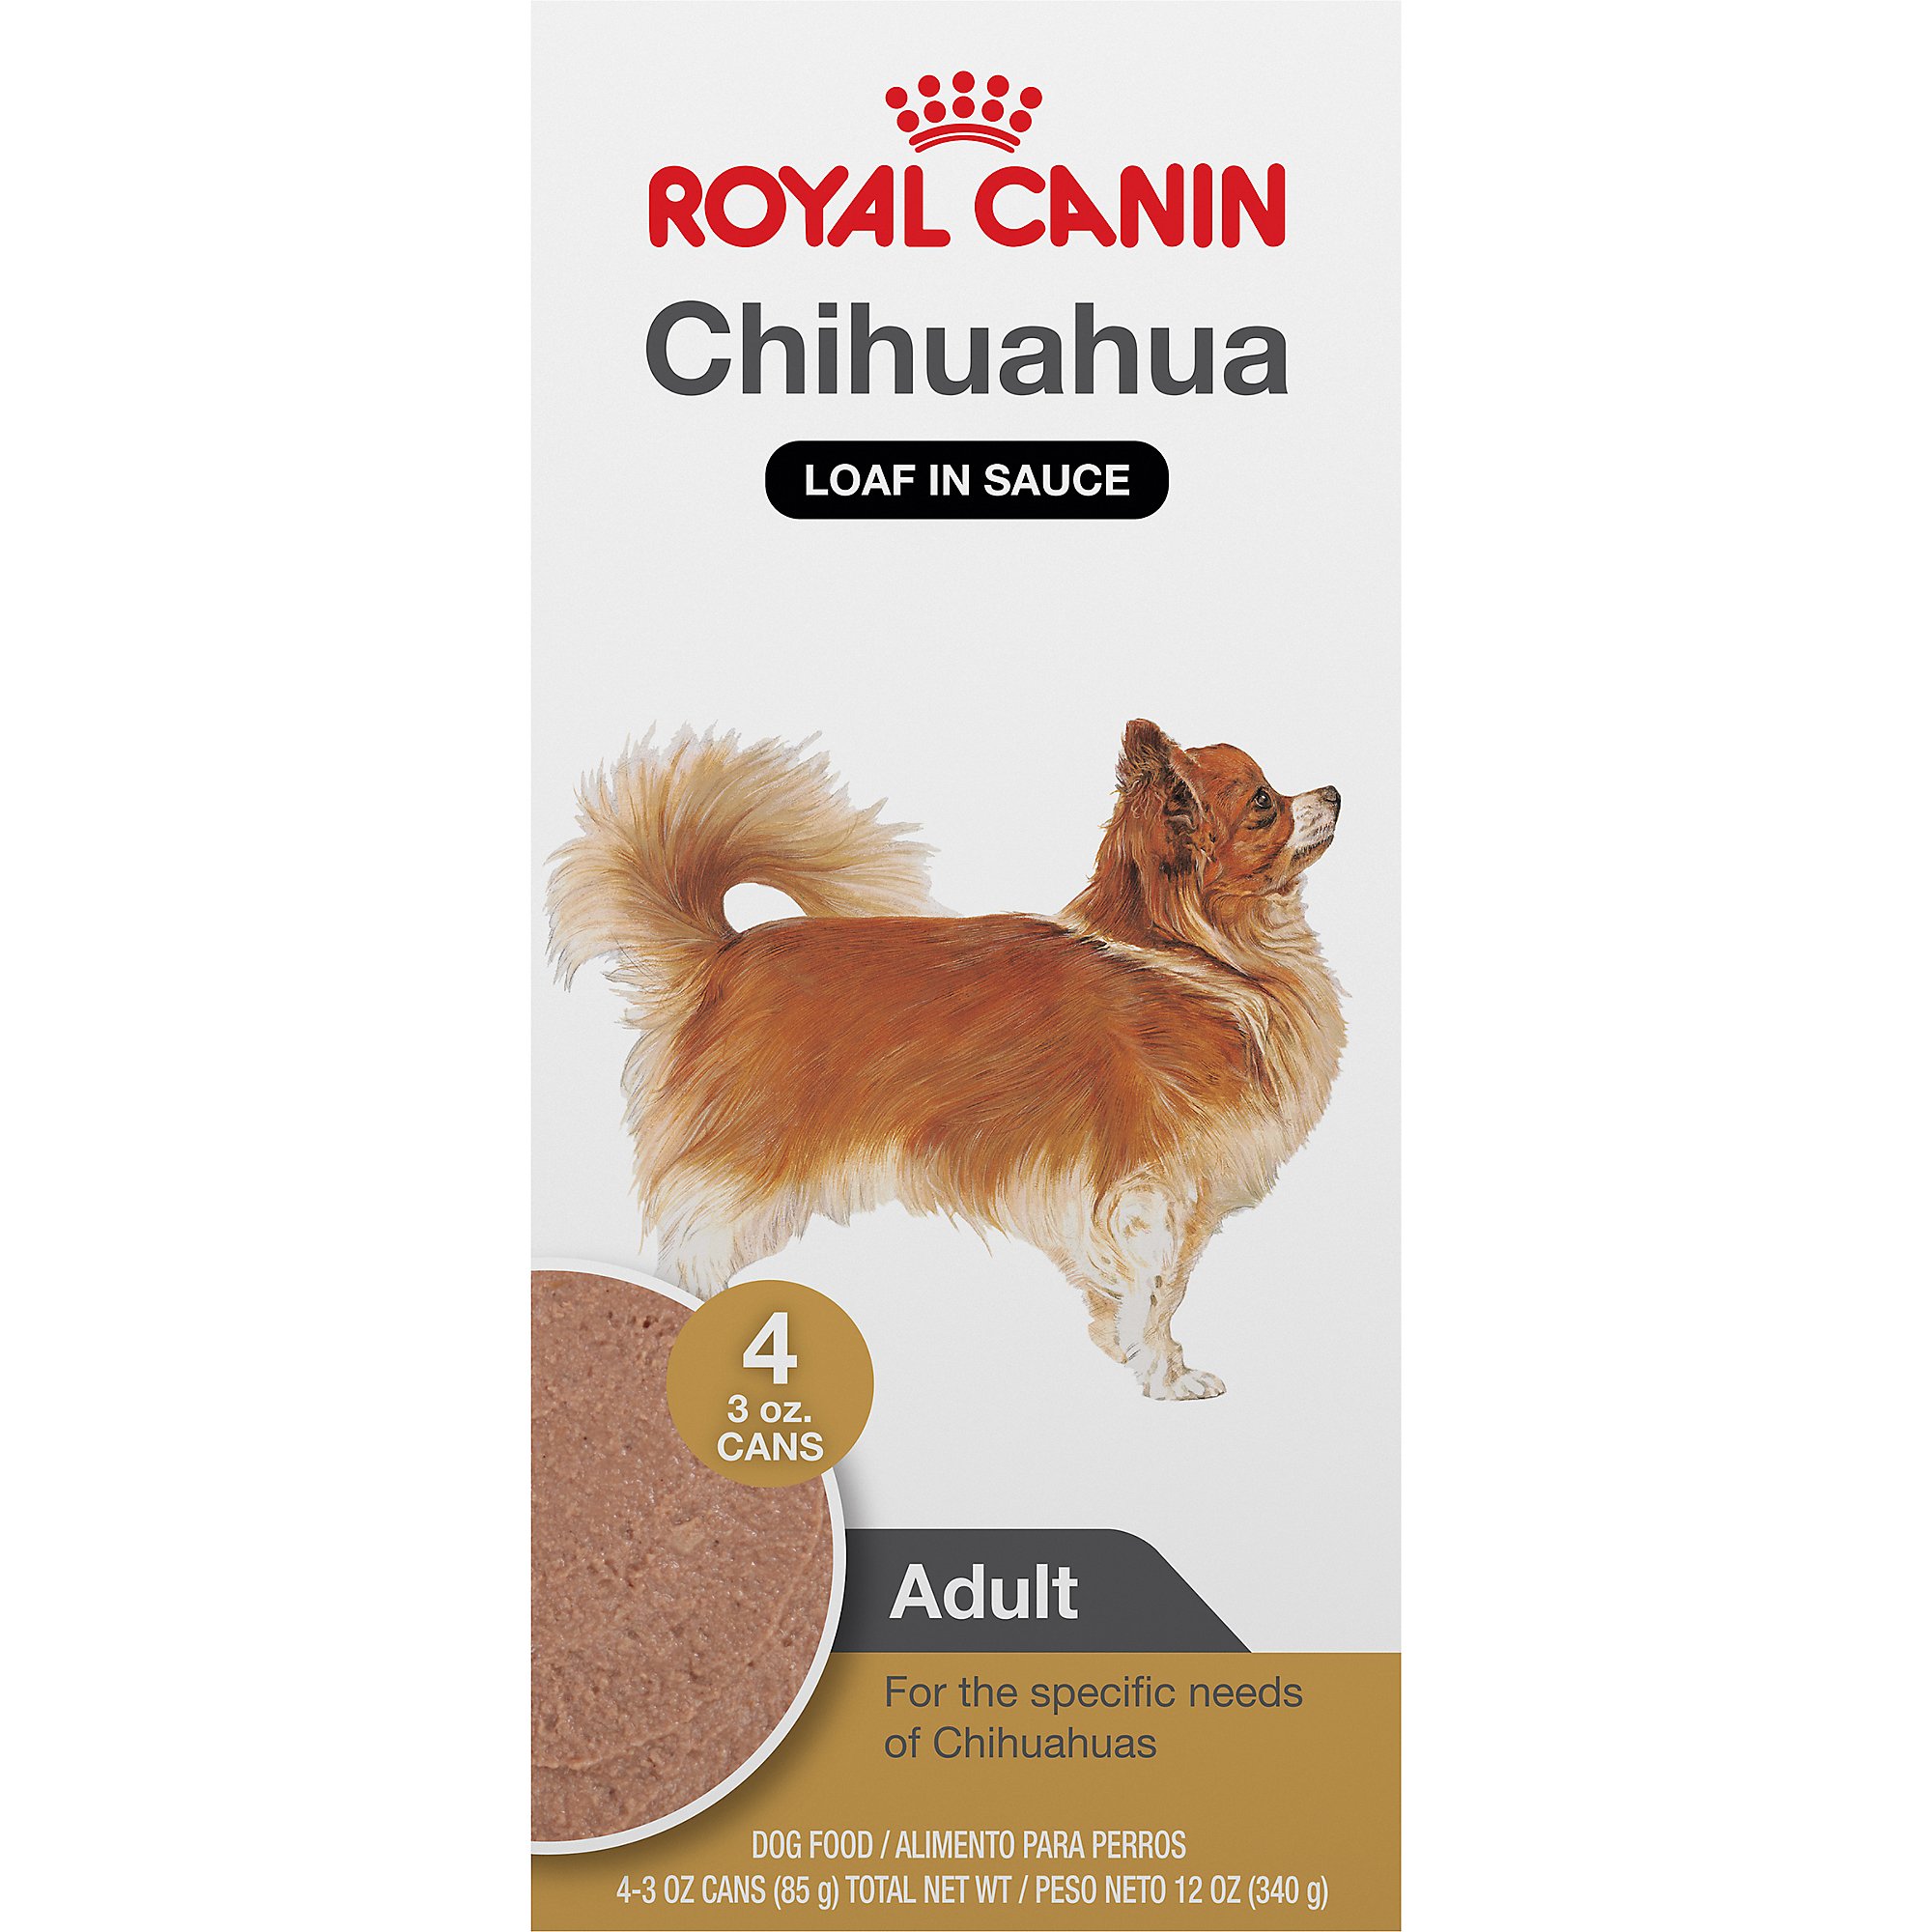 ROYAL CANIN
Chihuahua
LOAF IN SAUCE
4
3 oz.
CANS
Adult
For the specific needs
of Chihuahuas
DOG FOOD / ALIMENTO PARA PERROS
4-3 OZ CANS (85 g) TOTAL NET WT / PESO NETO 12 OZ (340 g)